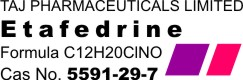 TAJ PHARMACEUTICALS LIMITED
Etafedrine
Formula C12H20ClNO
Cas No. 5591-29-7